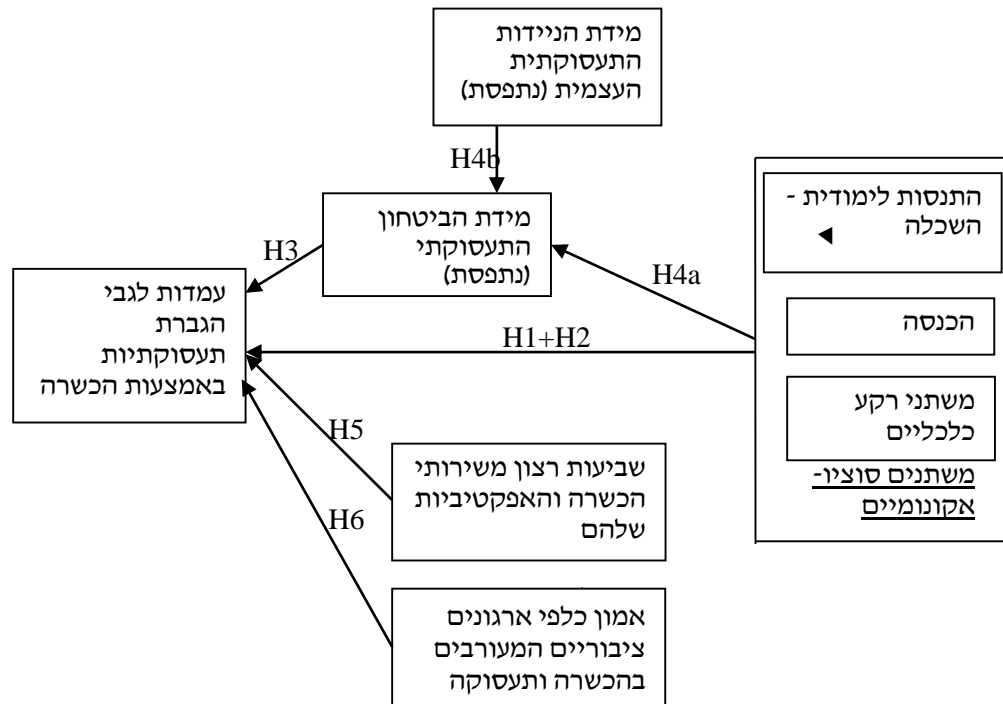 מידת הניידות
התעסוקתית
העצמית (נתפסת)
H4b
מידת הביטחון
התעסוקתי
(נתפסת)
התנסות לימודית -
השכלה
הכנסה
משתני רקע
כלכליים
משתנים סוציו-
אקונומיים
H4a
H3
H1+H2
עמדות לגבי
הגברת
תעסוקתיות
באמצעות הכשרה
H5
שביעות רצון משירותי
הכשרה והאפקטיביות
שלהם
H6
אמון כלפי ארגונים
ציבוריים המעורבים
בהכשרה ותעסוקה